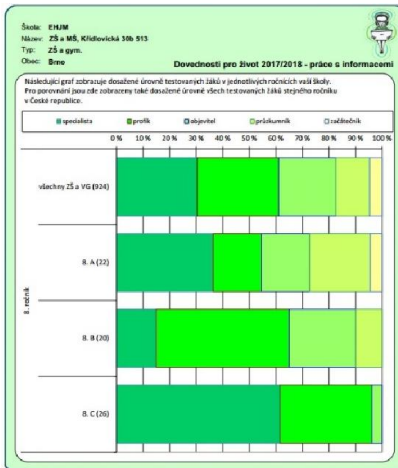 Škola: EHJM
Název: ZŠ a MŠ, Křídlovická 30b 513
Typ: ZŠ a gym.
Obec: Brno
Dovednosti pro život 2017/2018 - práce s informacemi
Následující graf zobrazuje dosažené úrovně testovaných žáků v jednotlivých ročnících vaší školy.
Pro porovnání jsou zde zobrazeny také dosažené úrovně všech testovaných žáků stejného ročníku
v České republice.
specialista profík objevitel průzkumník začátečník
0 % 10 % 20 % 30 % 40 % 50 % 60 % 70 % 80 % 90 % 100 %
všechny ZŠ a VG (924)
8. A (22)
8. ročník
8. B (20)
8. C (26)